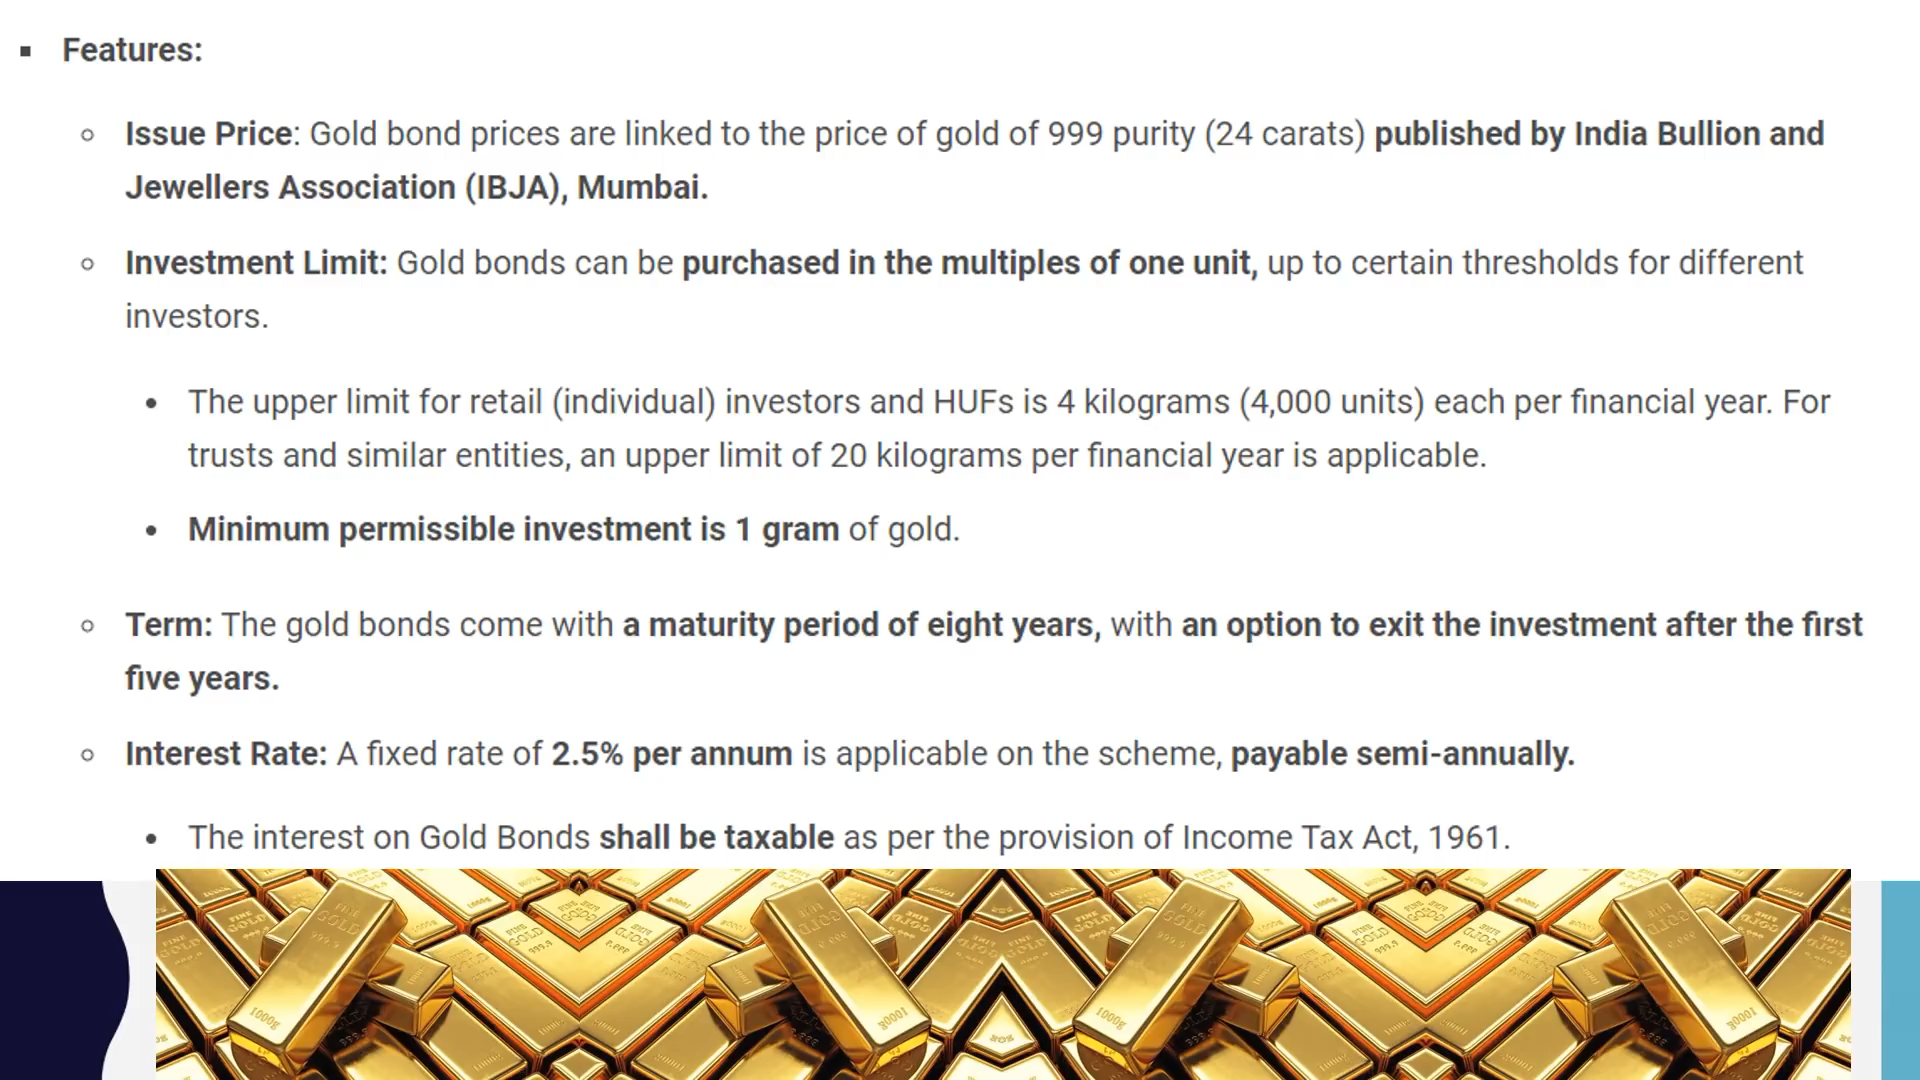 Features:
Issue Price: Gold bond prices are linked to the price of gold of 999 purity (24 carats) published by India Bullion and
Jewellers Association (IBJA), Mumbai.
Investment Limit: Gold bonds can be purchased in the multiples of one unit, up to certain thresholds for different
investors.
The upper limit for retail (individual) investors and HUFs is 4 kilograms (4,000 units) each per financial year. For
trusts and similar entities, an upper limit of 20 kilograms per financial year is applicable.
Minimum permissible investment is 1 gram of gold.
Term: The gold bonds come with a maturity period of eight years, with an option to exit the investment after the first
five years.
Interest Rate: A fixed rate of 2.5% per annum is applicable on the scheme, payable semi-annually.
The interest on Gold Bonds shall be taxable as per the provision of Income Tax Act, 1961.
FINE
GOLD
999.9
1000g